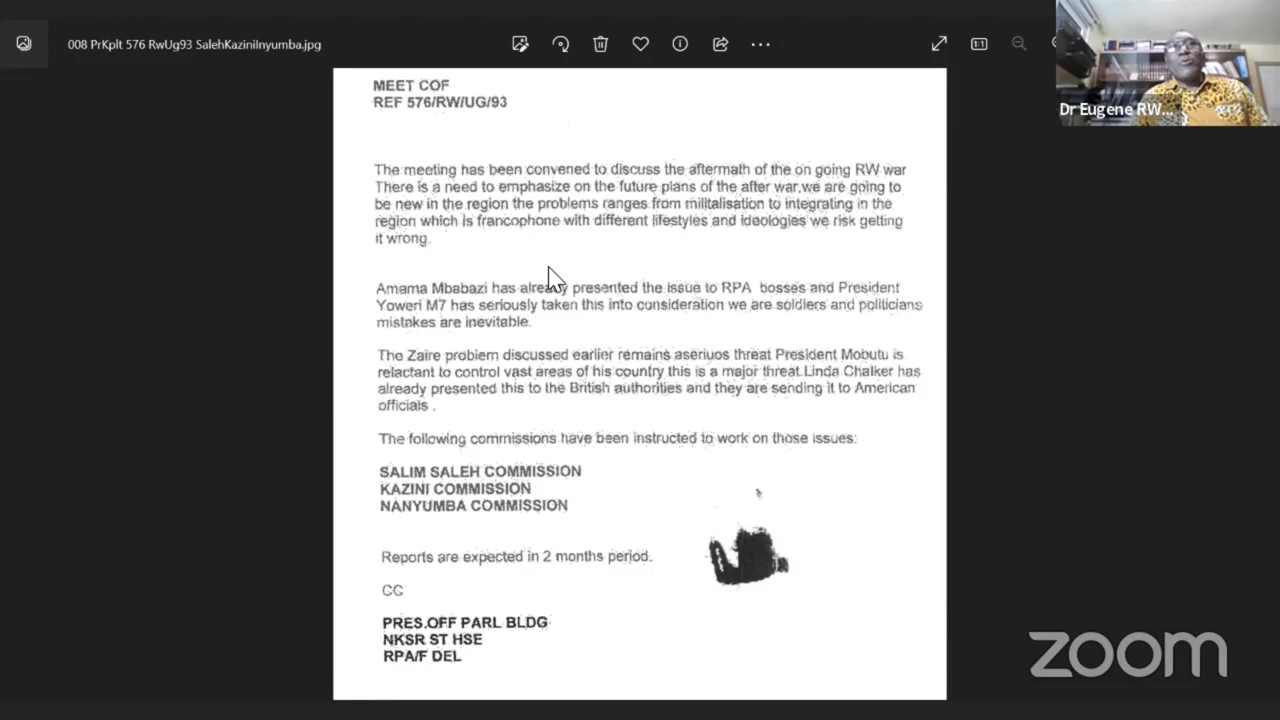 008 PrKplt 576 RwUg93 SalehKaziniInyumba.jpg
1:1
Dr Eugene RW...
MEET COF
REF 576/RW/UG/93
The meeting has been convened to discuss the aftermath of the on going RW war
There is a need to emphasize on the future plans of the after war,we are going to
be new in the region the problems ranges from militalisation to integrating in the
region which is francophone with different lifestyles and ideologies we risk getting
it wrong.
Amama Mbabazi has already presented the issue to RPA bosses and President
Yoweri M7 has seriously taken this into consideration we are soldiers and politicians
mistakes are inevitable.
The Zaire problem discussed earlier remains aseriuos threat President Mobutu is
relactant to control vast areas of his country this is a major threat.Linda Chalker has
already presented this to the British authorities and they are sending it to American
officials .
The following commissions have been instructed to work on those issues:
SALIM SALEH COMMISSION
KAZINI COMMISSION
NANYUMBA COMMISSION
Reports are expected in 2 months period.
CC
PRES.OFF PARL BLDG
NKSR ST HSE
RPA/F DEL
zoom